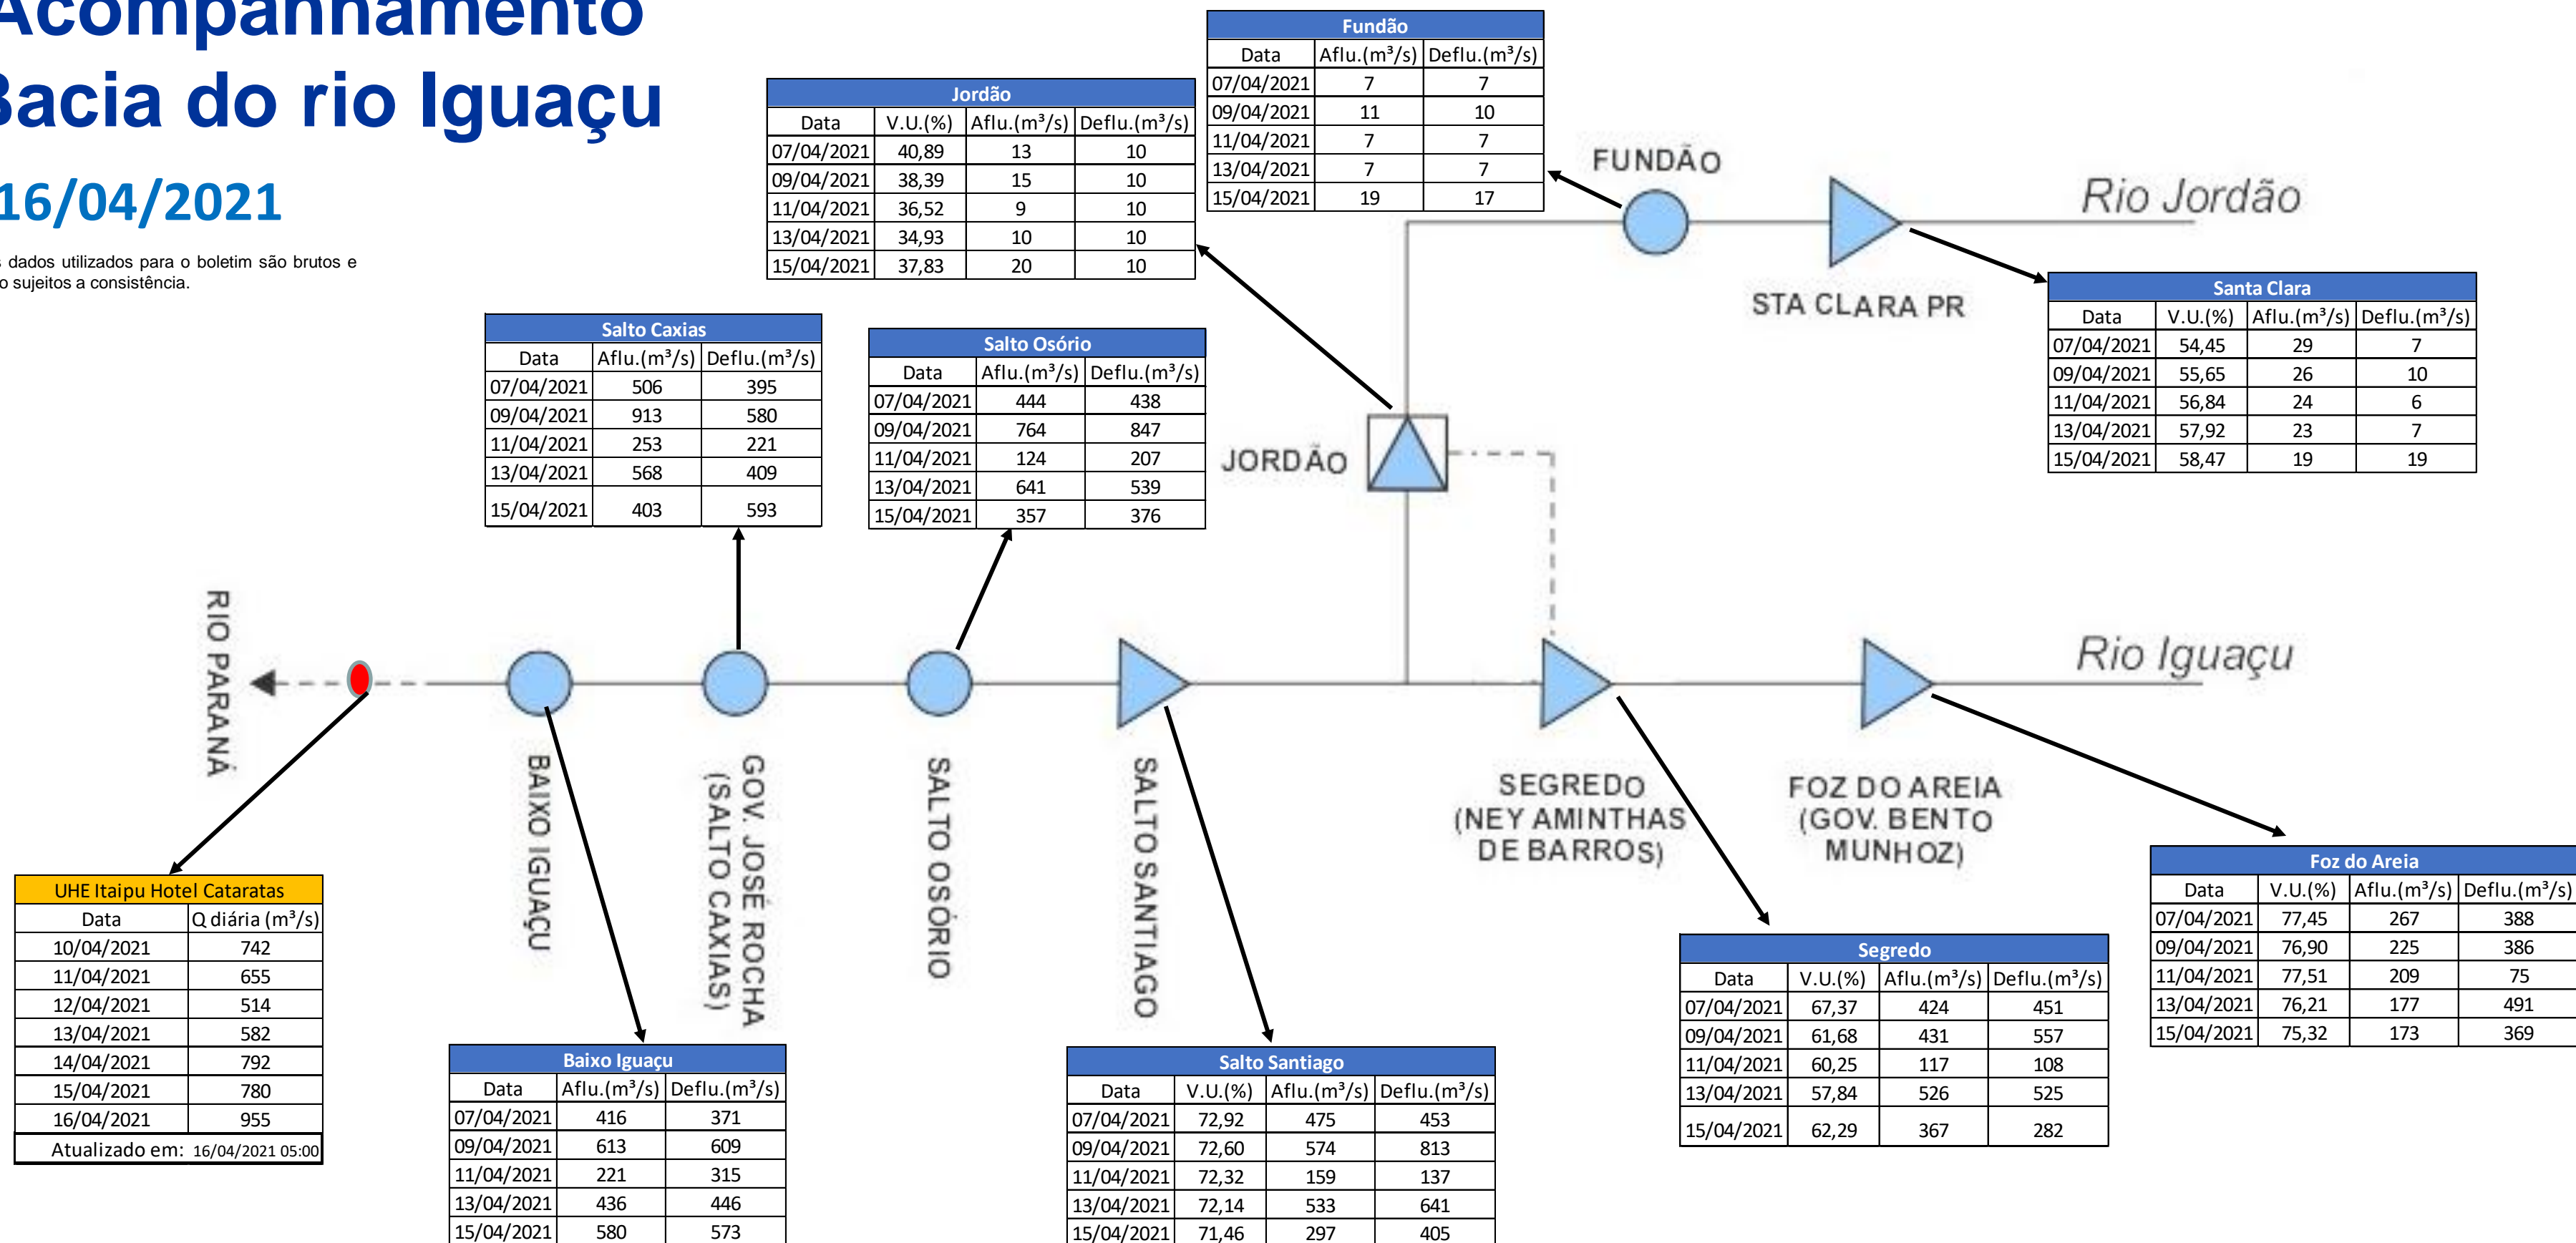 Acompanhamento
Bacia do rio Iguaçu
16/04/2021
s dados utilizados para o boletim são brutos e
o sujeitos a consistência.
Fundão
Data Aflu.(m³/s) Deflu.(m³/s)
07/04/2021 7 7
09/04/2021 11 10
11/04/2021 7 7
13/04/2021 7 7
15/04/2021 19 17
Jordão
Data V.U.(%) Aflu.(m³/s) Deflu.(m³/s)
07/04/2021 40,89 13 10
09/04/2021 38,39 15 10
11/04/2021 36,52 9 10
13/04/2021 34,93 10 10
15/04/2021 37,83 20 10
FUNDÃO
Rio Jordão
STA CLARA PR
Santa Clara
Data V.U.(%) Aflu.(m³/s) Deflu.(m³/s)
07/04/2021 54,45 29 7
09/04/2021 55,65 26 10
11/04/2021 56,84 24 6
13/04/2021 57,92 23 7
15/04/2021 58,47 19 19
Salto Caxias
Data Aflu.(m³/s) Deflu.(m³/s)
07/04/2021 506 395
09/04/2021 913 580
11/04/2021 253 221
13/04/2021 568 409
15/04/2021 403 593
Salto Osório
Data Aflu.(m³/s) Deflu.(m³/s)
07/04/2021 444 438
09/04/2021 764 847
11/04/2021 124 207
13/04/2021 641 539
15/04/2021 357 376
JORDÃO
RIO PARANÁ
Rio Iguaçu
BAIXO IGUAÇU
GOV. JOSÉ ROCHA
(SALTO CAXIAS)
SALTO OSÓRIO
SALTO SANTIAGO
SEGREDO
(NEY AMINTHAS
DE BARROS)
FOZ DO AREIA
(GOV. BENTO
MUNHOZ)
UHE Itaipu Hotel Cataratas
Data Q diária (m³/s)
10/04/2021 742
11/04/2021 655
12/04/2021 514
13/04/2021 582
14/04/2021 792
15/04/2021 780
16/04/2021 955
Atualizado em: 16/04/2021 05:00
Baixo Iguaçu
Data Aflu.(m³/s) Deflu.(m³/s)
07/04/2021 416 371
09/04/2021 613 609
11/04/2021 221 315
13/04/2021 436 446
15/04/2021 580 573
Salto Santiago
Data V.U.(%) Aflu.(m³/s) Deflu.(m³/s)
07/04/2021 72,92 475 453
09/04/2021 72,60 574 813
11/04/2021 72,32 159 137
13/04/2021 72,14 533 641
15/04/2021 71,46 297 405
Segredo
Data V.U.(%) Aflu.(m³/s) Deflu.(m³/s)
07/04/2021 67,37 424 451
09/04/2021 61,68 431 557
11/04/2021 60,25 117 108
13/04/2021 57,84 526 525
15/04/2021 62,29 367 282
Foz do Areia
Data V.U.(%) Aflu.(m³/s) Deflu.(m³/s)
07/04/2021 77,45 267 388
09/04/2021 76,90 225 386
11/04/2021 77,51 209 75
13/04/2021 76,21 177 491
15/04/2021 75,32 173 369